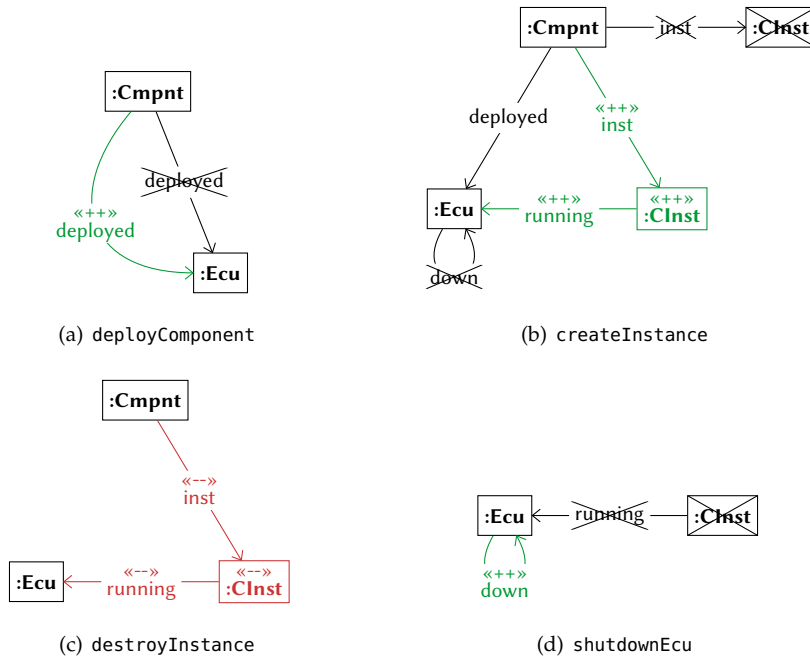 :Cmpnt
deployed
«++»
deployed
:Ecu
(a) deployComponent
:Cmpnt
inst
:CInst
deployed
«++»
inst
:Ecu
«++»
running
«++»
:CInst
down
(b) createInstance
:Cmpnt
«--»
inst
:Ecu
«--»
running
«--»
:CInst
(c) destroyInstance
:Ecu
running
:CInst
«++»
down
(d) shutdownEcu